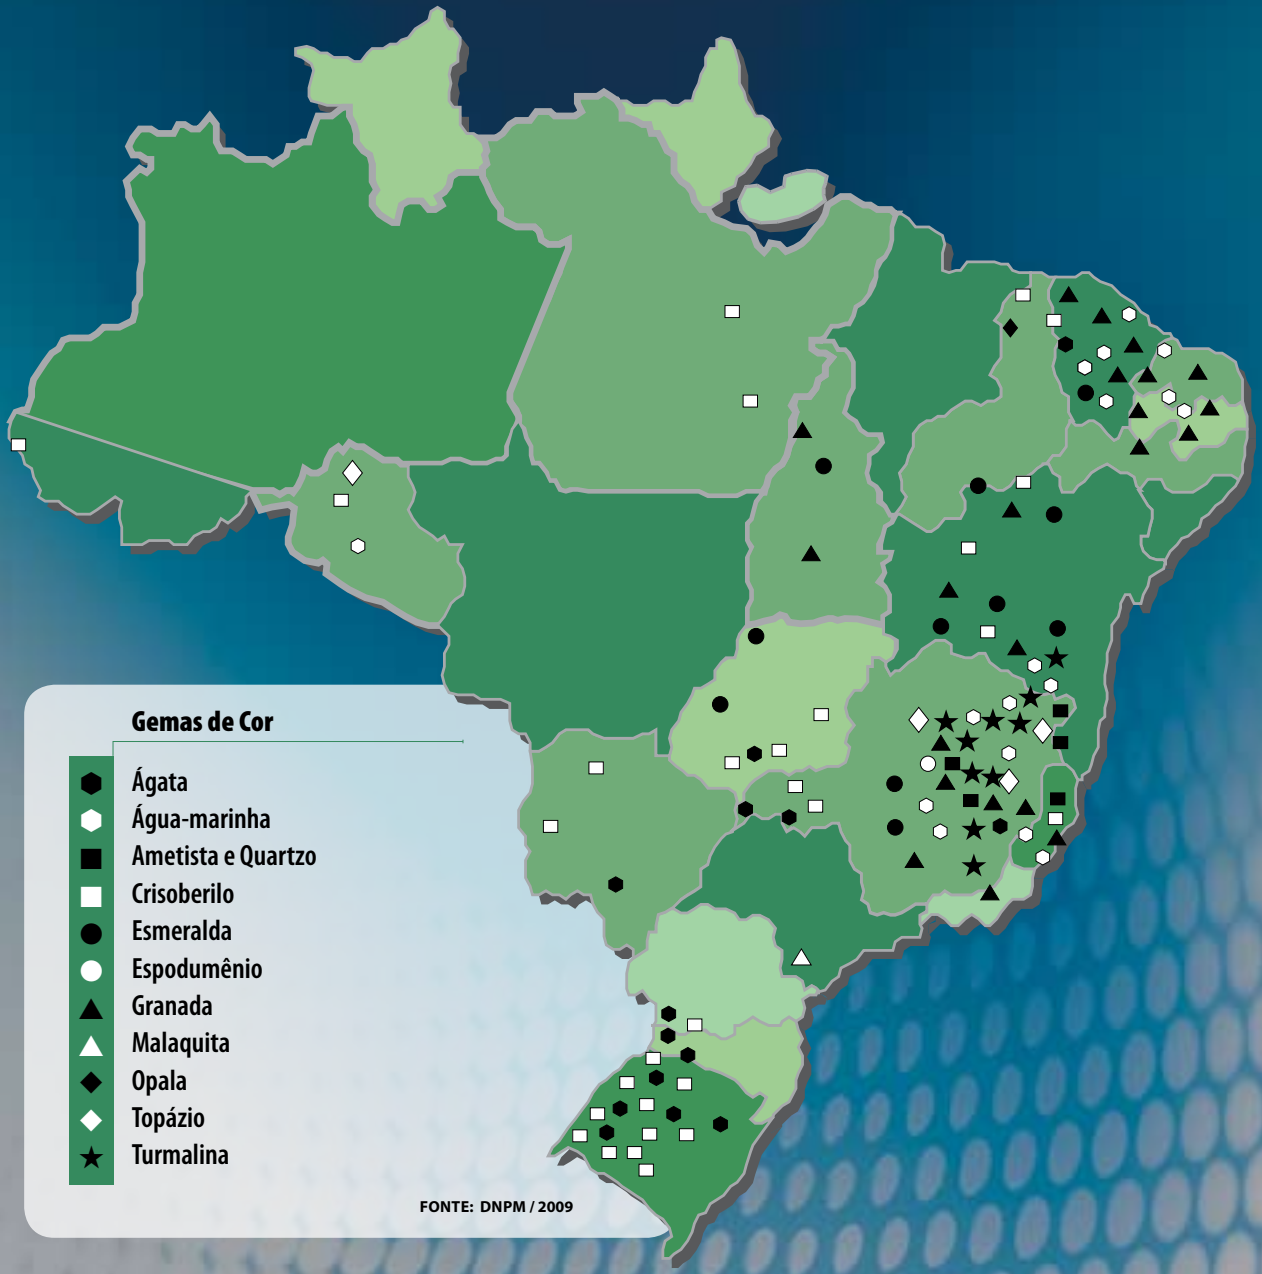 Gemas de Cor
Ágata
Água-marinha
Ametista e Quartzo
Crisoberilo
Esmeralda
Espodumênio
Granada
Malaquita
Opala
Topázio
Turmalina
FONTE: DNPM / 2009